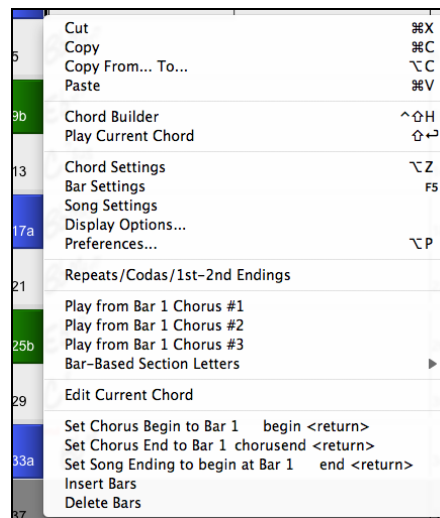 Cut ⌘X
5 Copy ⌘C
Copy From... To... ⌥C
Paste ⌘V
9b Chord Builder ^⇧H
Play Current Chord ⇧↩
13 Chord Settings ⌥Z
Bar Settings F5
Song Settings
17a Display Options...
Preferences... ⌥P
21 Repeats/Codas/1st-2nd Endings
Play from Bar 1 Chorus #1
Play from Bar 1 Chorus #2
25b Play from Bar 1 Chorus #3
Bar-Based Section Letters ▶
29 Edit Current Chord
Set Chorus Begin to Bar 1 begin <return>
Set Chorus End to Bar 1 chorusend <return>
33a Set Song Ending to begin at Bar 1 end <return>
Insert Bars
Delete Bars
37